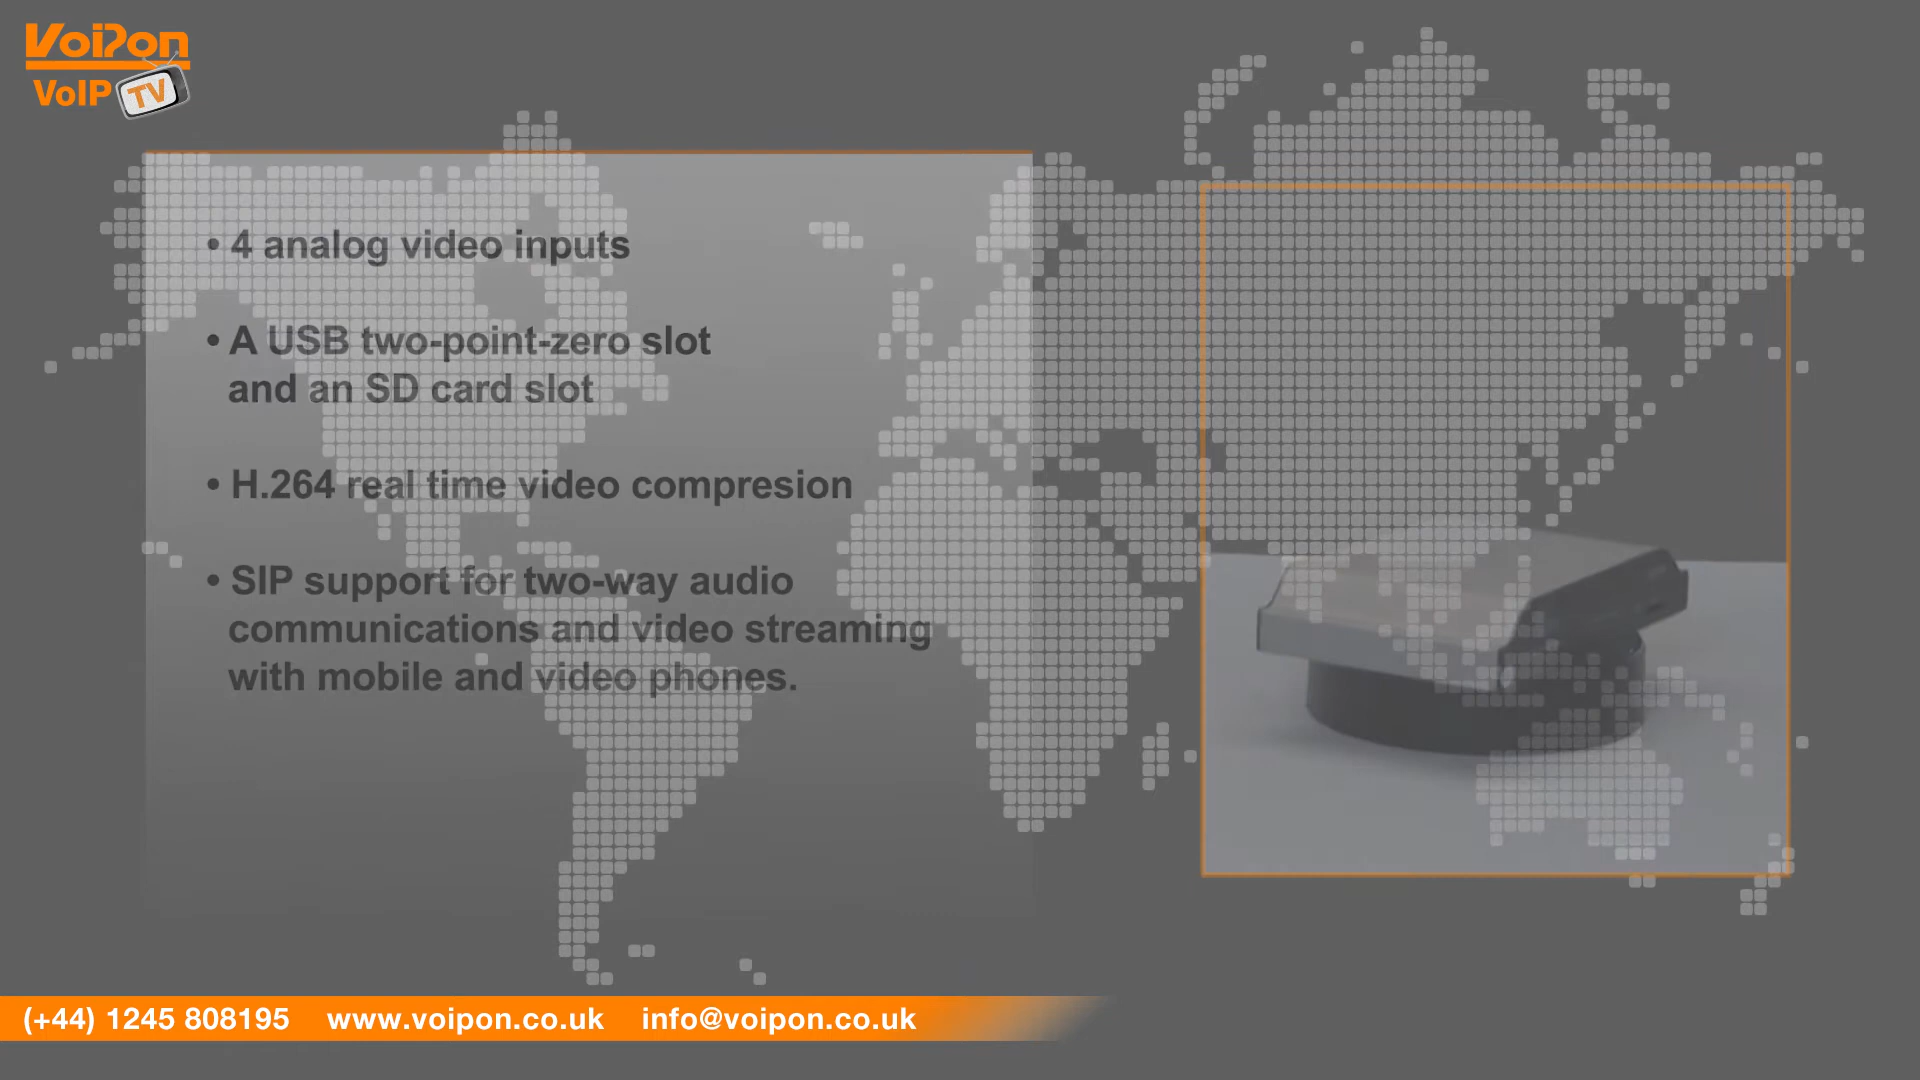 VoiPon
VoIP TV
• 4 analog video inputs
• A USB two-point-zero slot
and an SD card slot
• H.264 real time video compresion
• SIP support for two-way audio
communications and video streaming
with mobile and video phones.
(+44) 1245 808195 www.voipon.co.uk info@voipon.co.uk